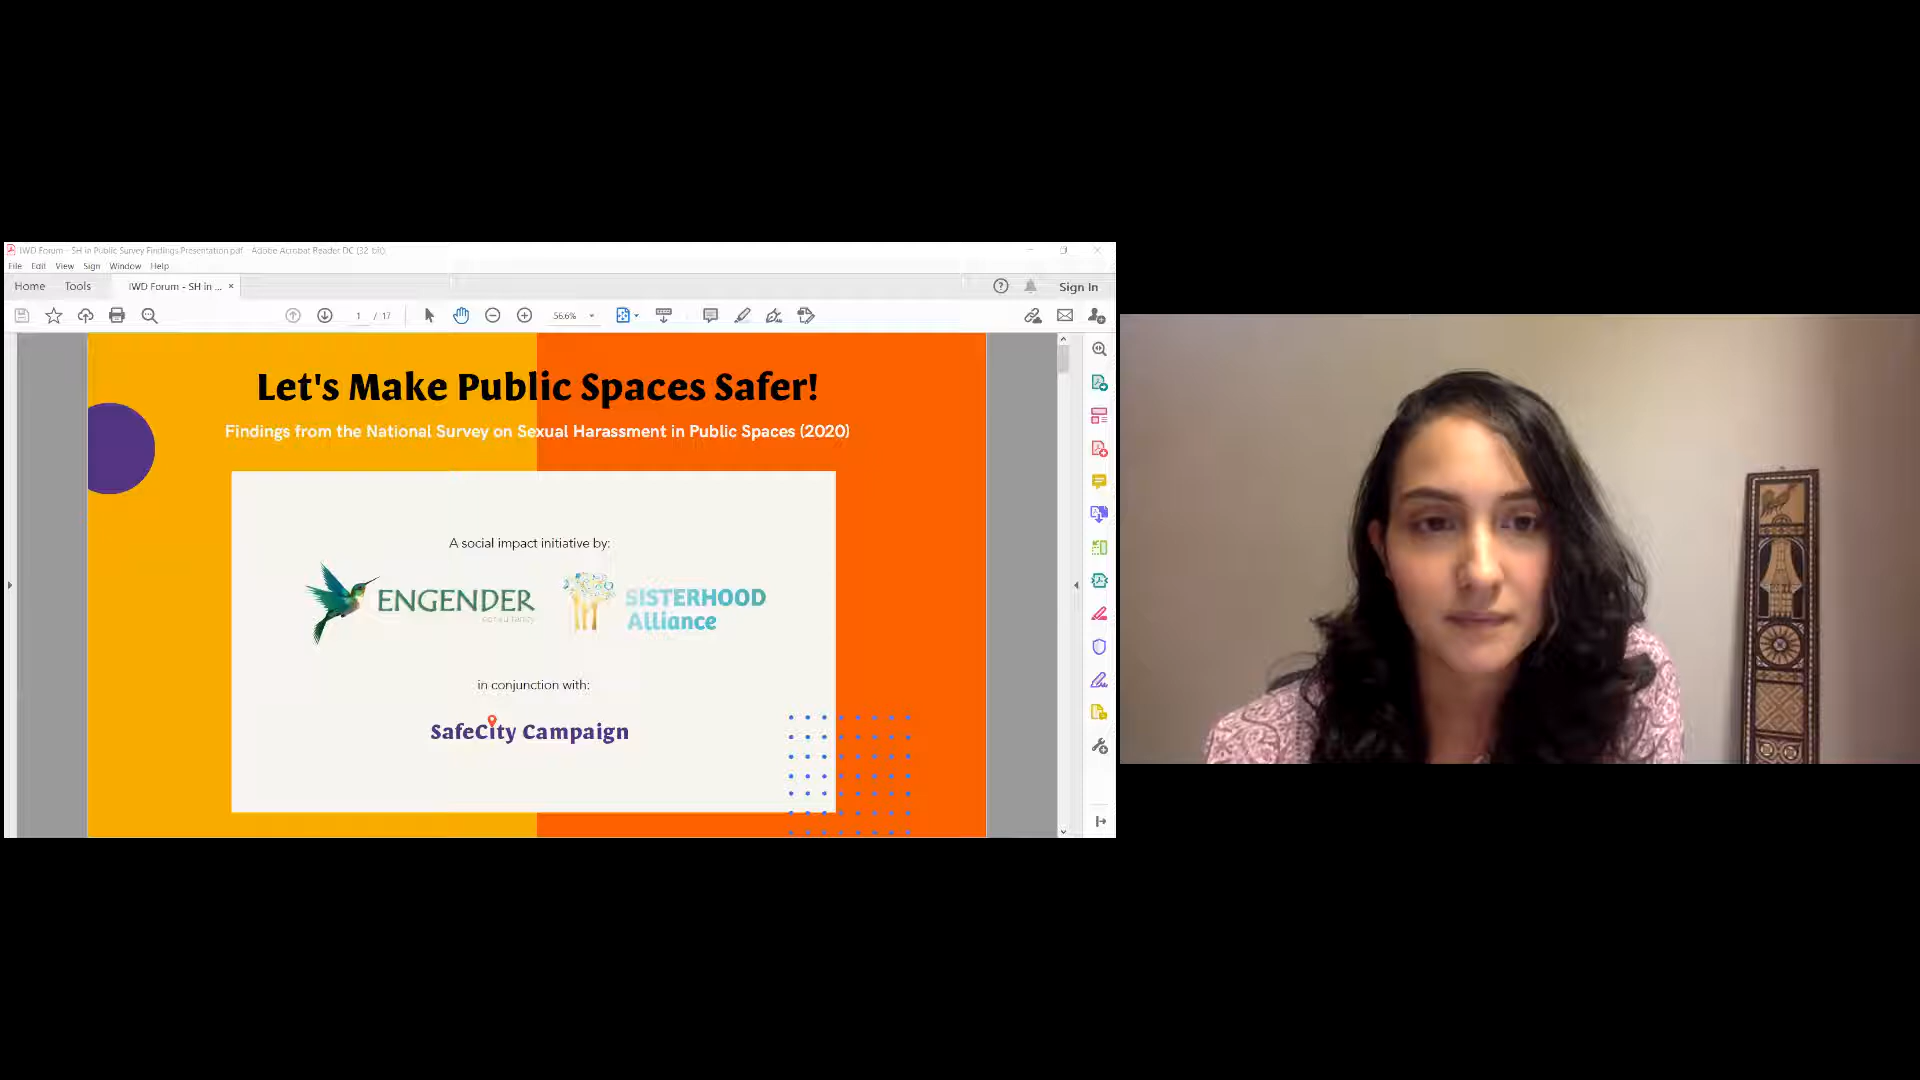 IWD Forum - SH in Public Survey Findings Presentation.pdf - Adobe Acrobat Reader DC (32-bit)
File Edit View Sign Window Help
Home Tools IWD Forum - SH in ... × Sign In
1 / 17 56.6%
Let's Make Public Spaces Safer!
Findings from the National Survey on Sexual Harassment in Public Spaces (2020)
A social impact initiative by:
ENGENDER
consultancy
SISTERHOOD
Alliance
in conjunction with:
SafeCity Campaign